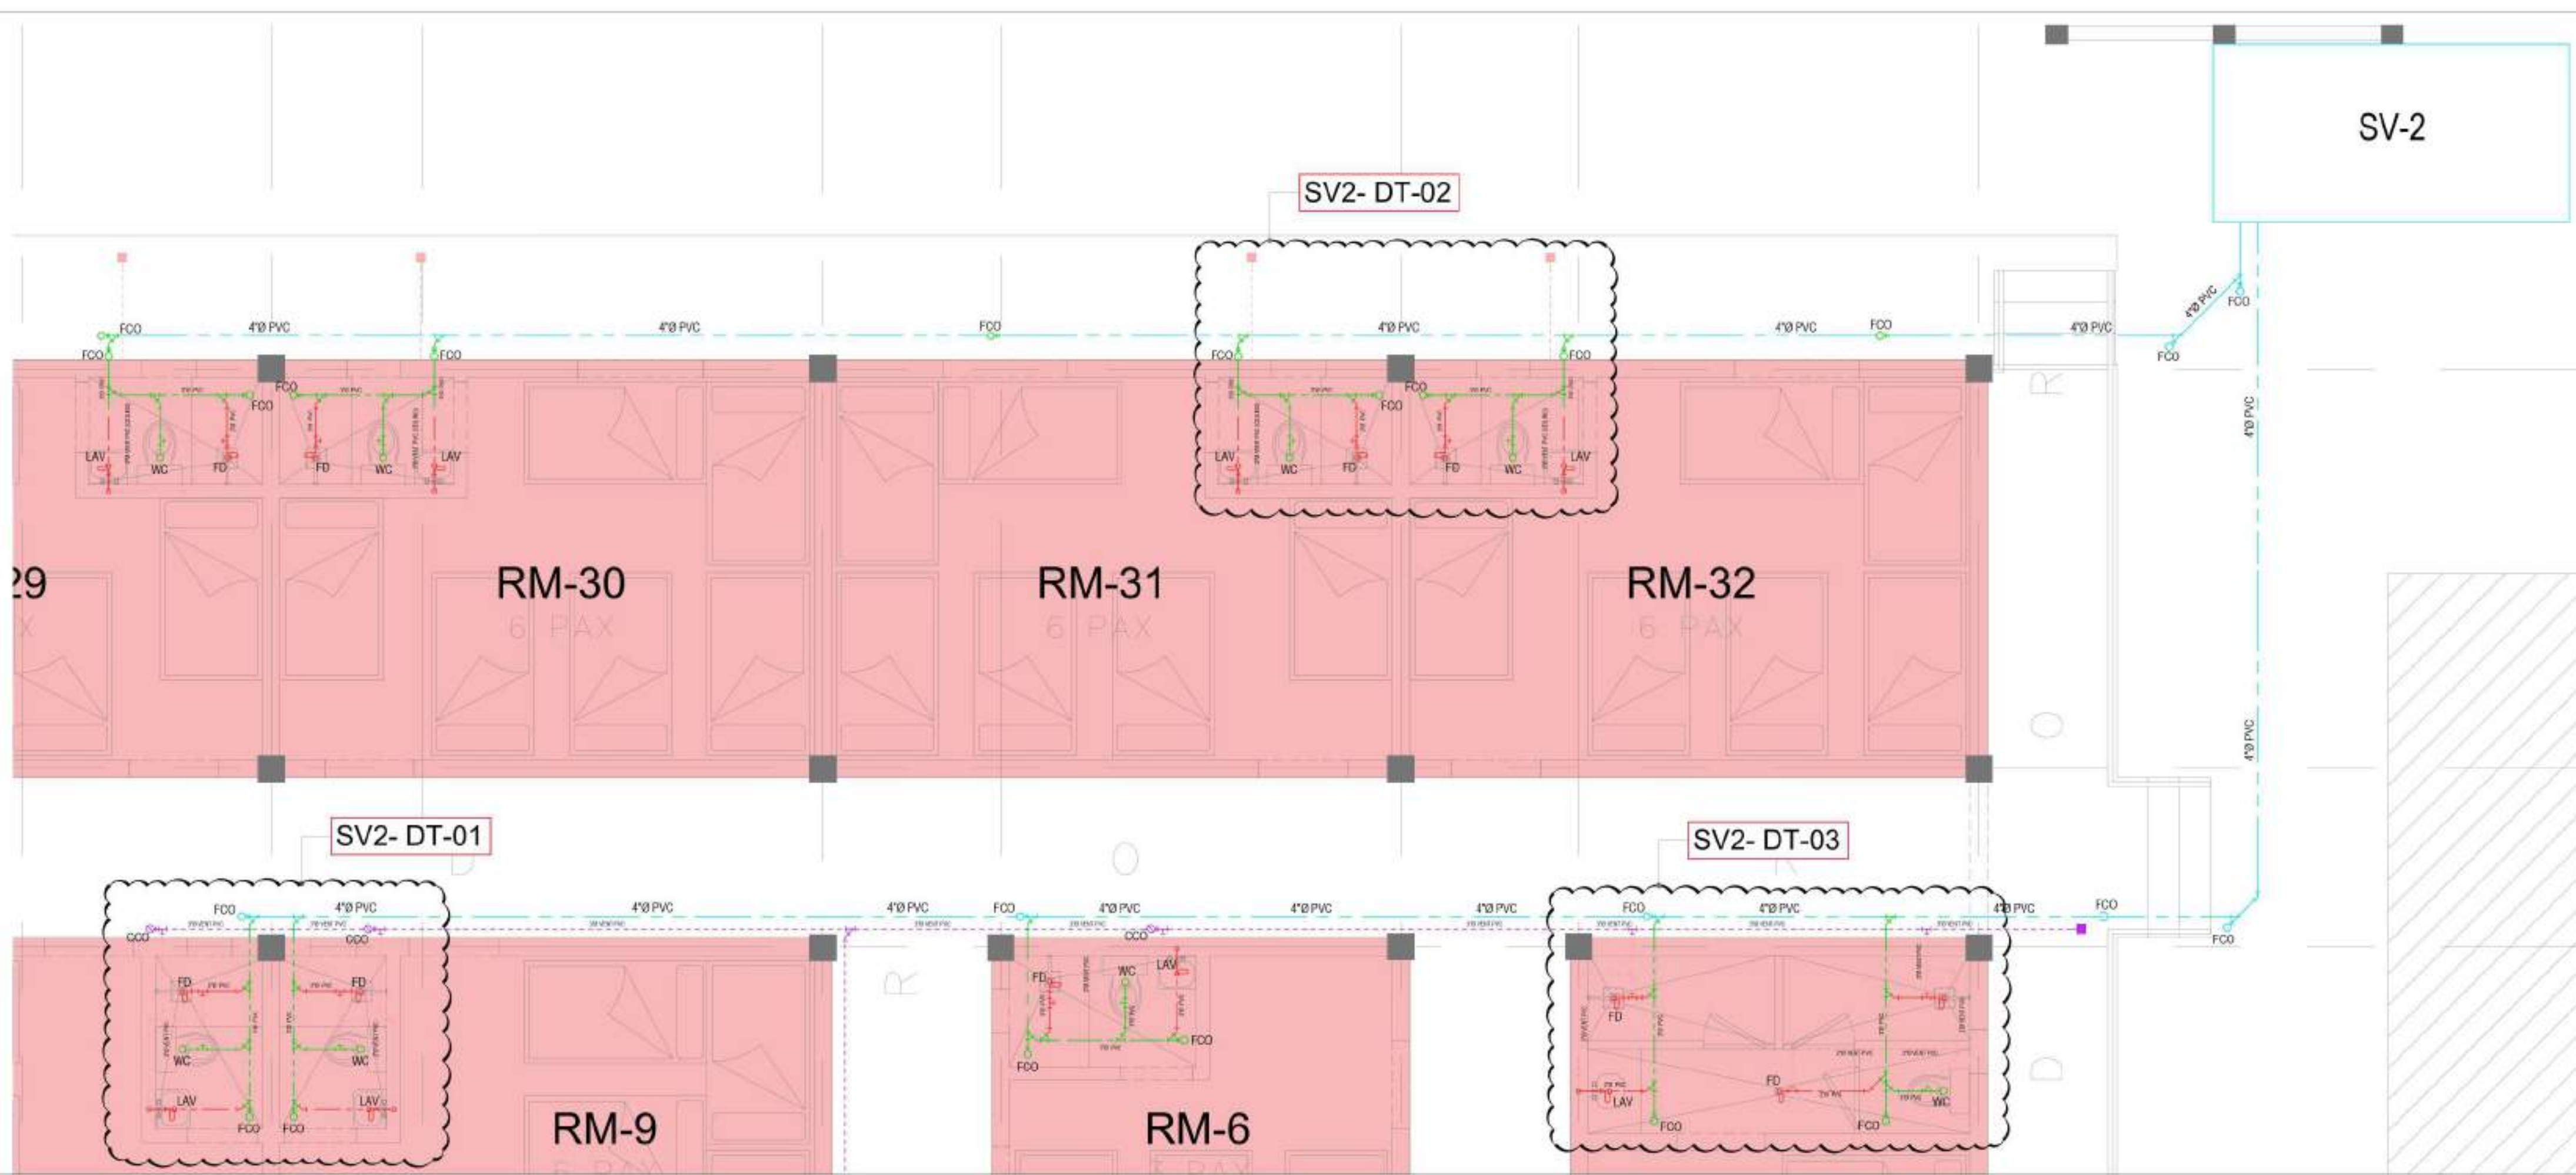 SV-2
SV2- DT-02
4"Ø PVC
FCO
FCO
4"Ø PVC
4"Ø PVC
FCO
4"Ø PVC
4"Ø PVC
FCO
4"Ø PVC
FCO
FCO
FCO
FCO
FCO
FCO
FCO
FCO
FCO
4"Ø PVC
LAV
WC
FD
FD
WC
LAV
LAV
WC
FD
FD
WC
LAV
29
RM-30
RM-31
RM-32
6 PAX
6 PAX
6 PAX
R
O
4"Ø PVC
SV2- DT-01
SV2- DT-03
O
FCO
4"Ø PVC
4"Ø PVC
4"Ø PVC
FCO
4"Ø PVC
4"Ø PVC
4"Ø PVC
FCO
4"Ø PVC
FCO
4"Ø PVC
CCO
CCO
CCO
FCO
FD
FD
R
FD
WC
LAV
FD
WC
WC
FCO
FCO
FD
D
LAV
LAV
FCO
FCO
LAV
FCO
FCO
WC
RM-9
RM-6
6 PAX